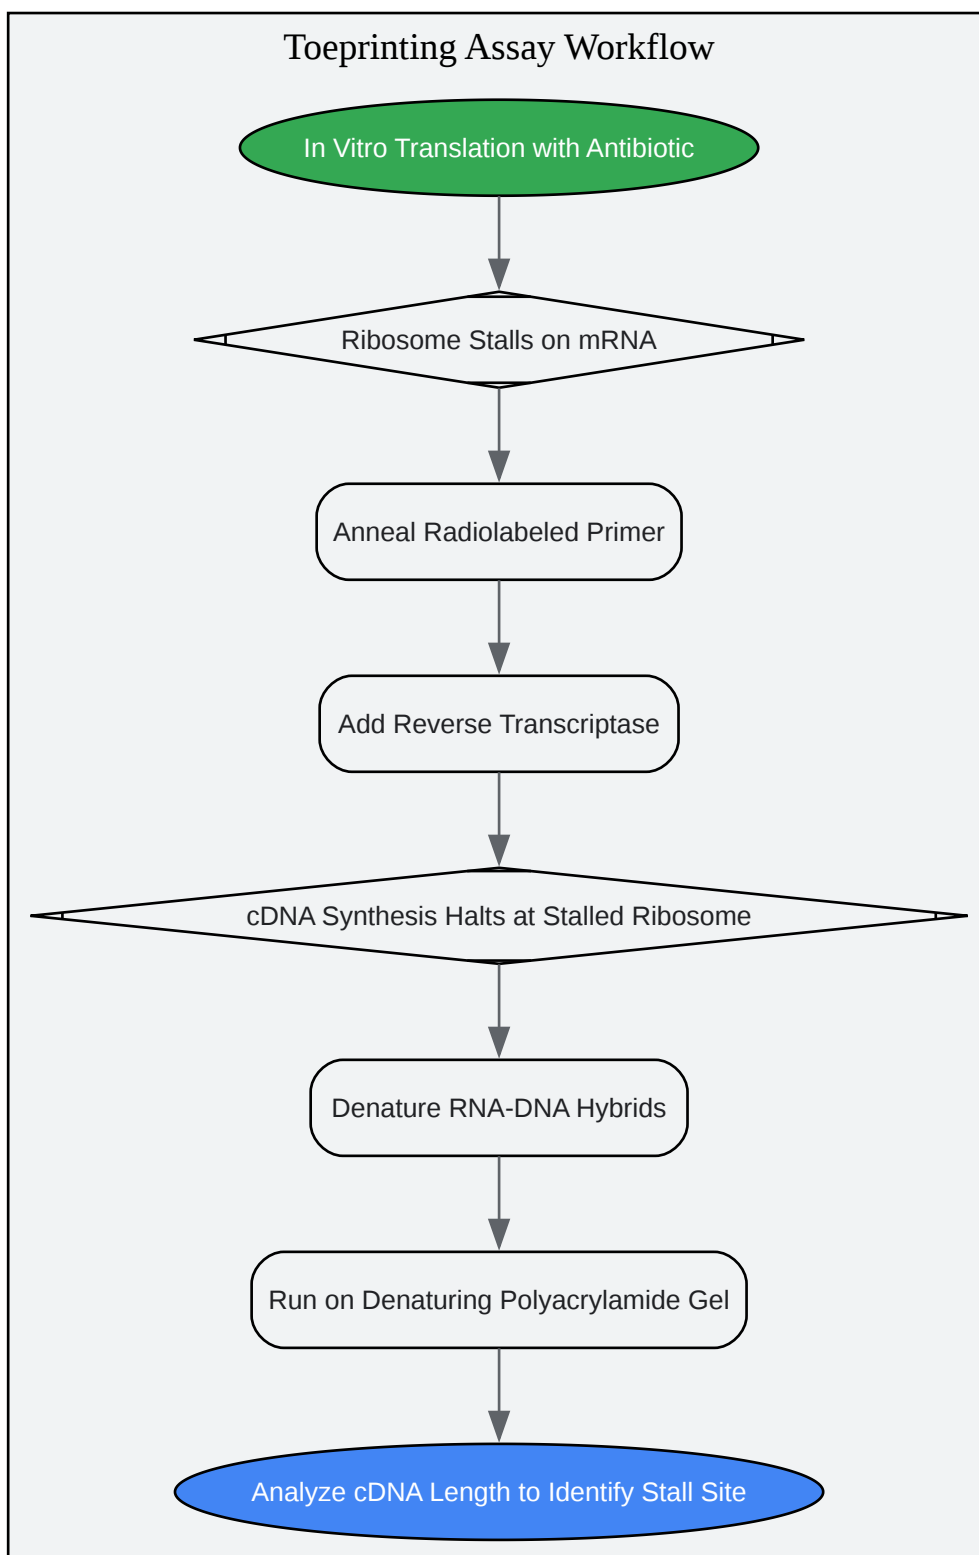 Toeprinting Assay Workflow
In Vitro Translation with Antibiotic
Ribosome Stalls on mRNA
Anneal Radiolabeled Primer
Add Reverse Transcriptase
cDNA Synthesis Halts at Stalled Ribosome
Denature RNA-DNA Hybrids
Run on Denaturing Polyacrylamide Gel
Analyze cDNA Length to Identify Stall Site